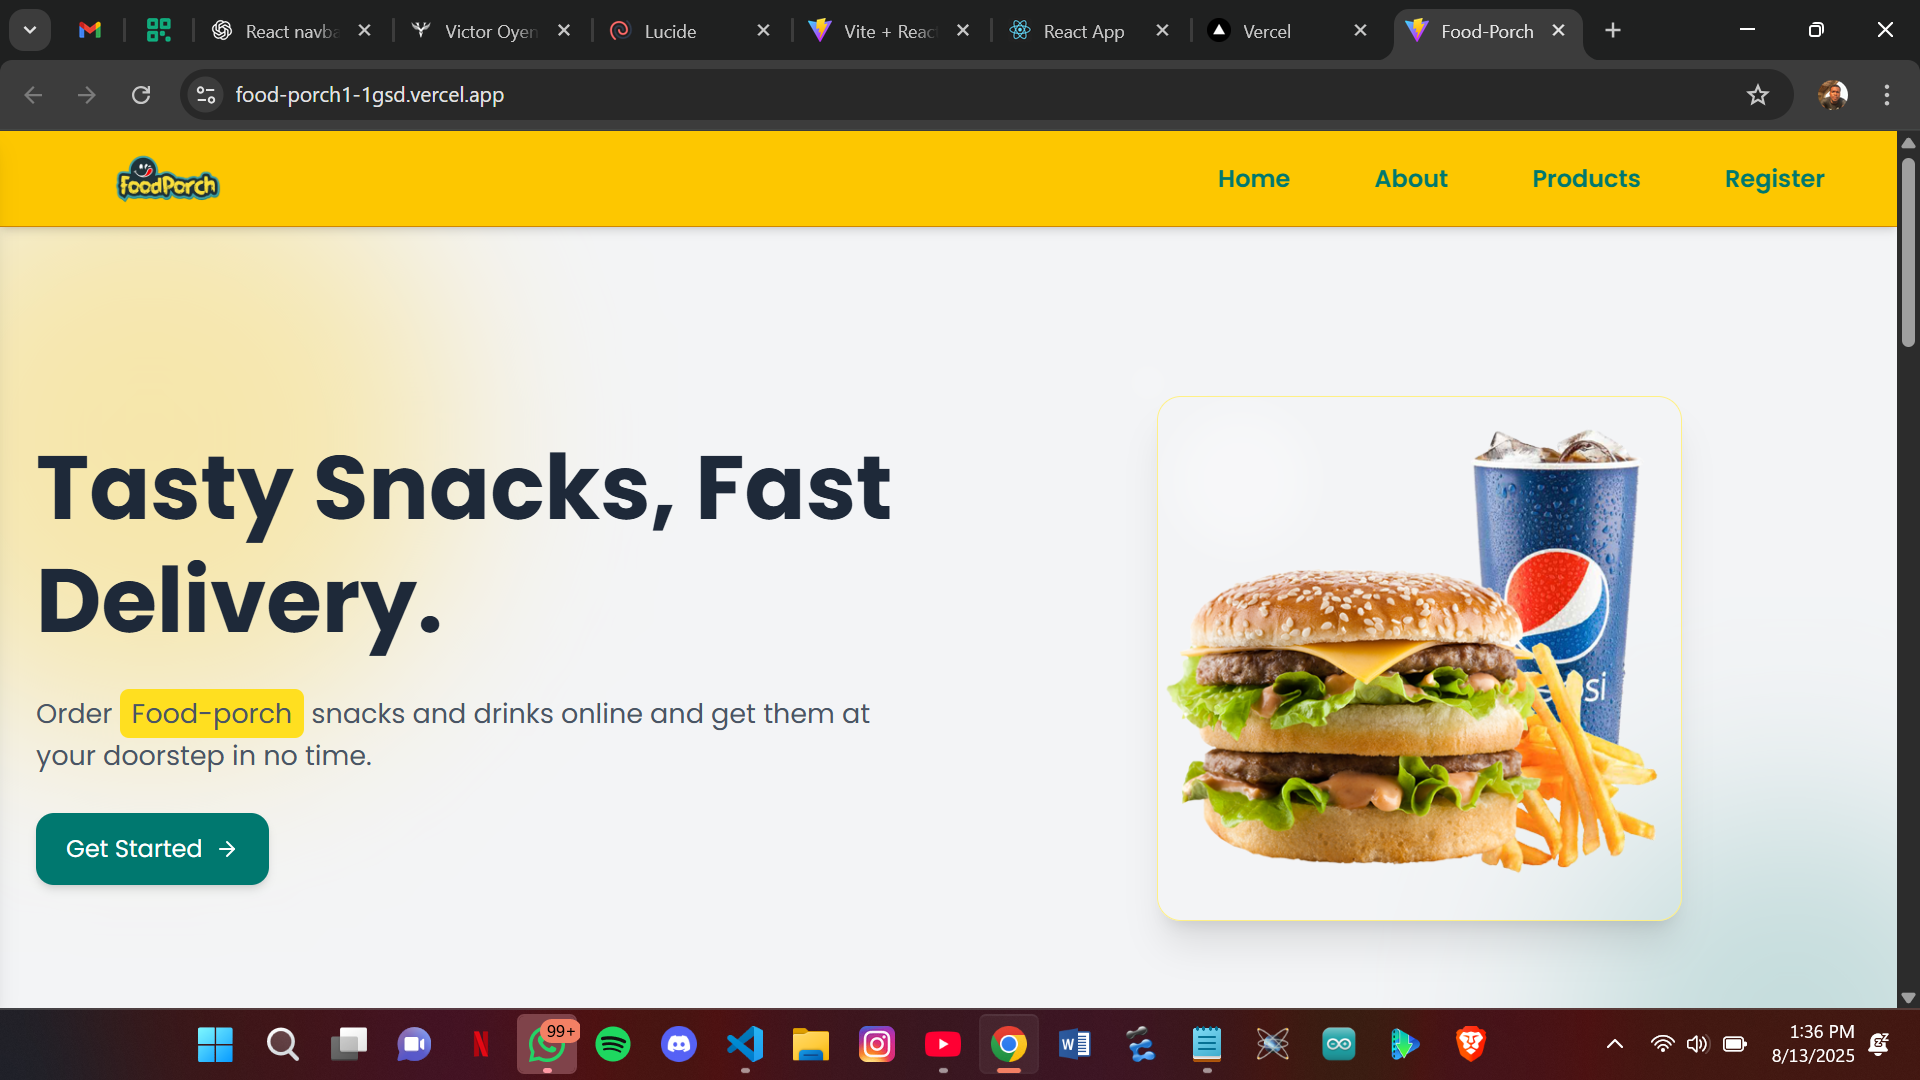 React navba
Victor Oyen
Lucide
Vite + Reac
React App
Vercel
Food-Porch
food-porch1-1gsd.vercel.app
FoodPorch
Home
About
Products
Register
Tasty Snacks, Fast
Delivery.
Order Food-porch snacks and drinks online and get them at
your doorstep in no time.
Get Started →
99+
1:36 PM
8/13/2025